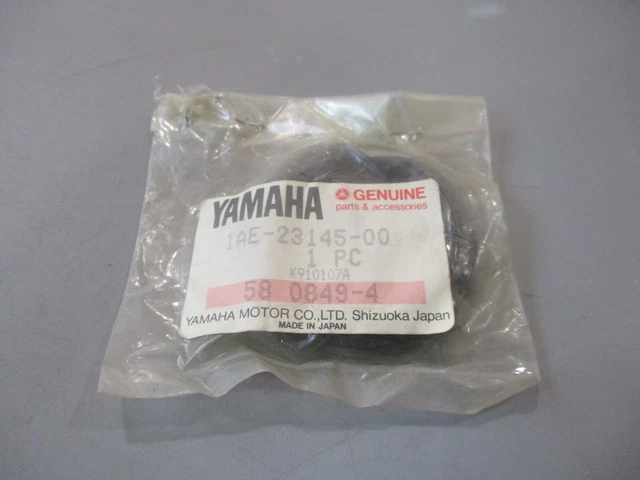 YAMAHA GENUINE
parts & accessories
1AE-23145-00
1 PC
K910107A
58 0849-4
YAMAHA MOTOR CO.,LTD. Shizuoka Japan
MADE IN JAPAN